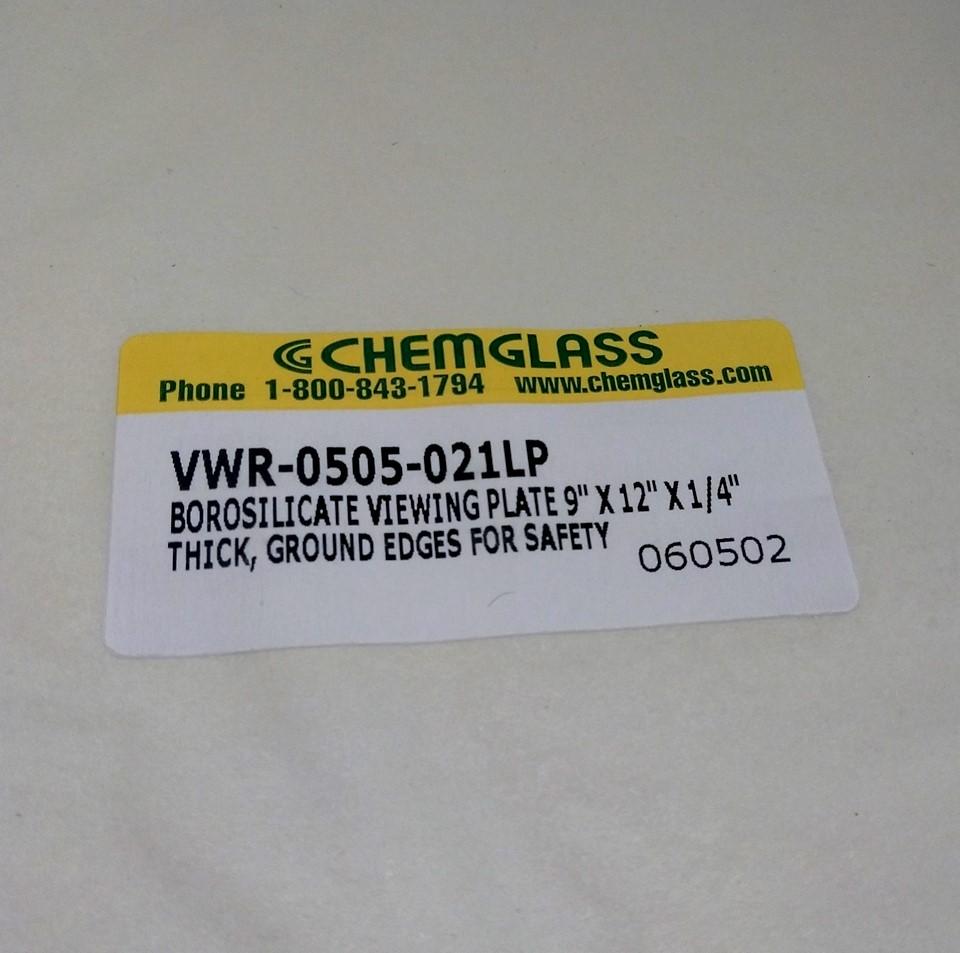 CG CHEMGLASS
Phone 1-800-843-1794 www.chemglass.com
VWR-0505-021LP
BOROSILICATE VIEWING PLATE 9" X 12" X 1/4"
THICK, GROUND EDGES FOR SAFETY
060502